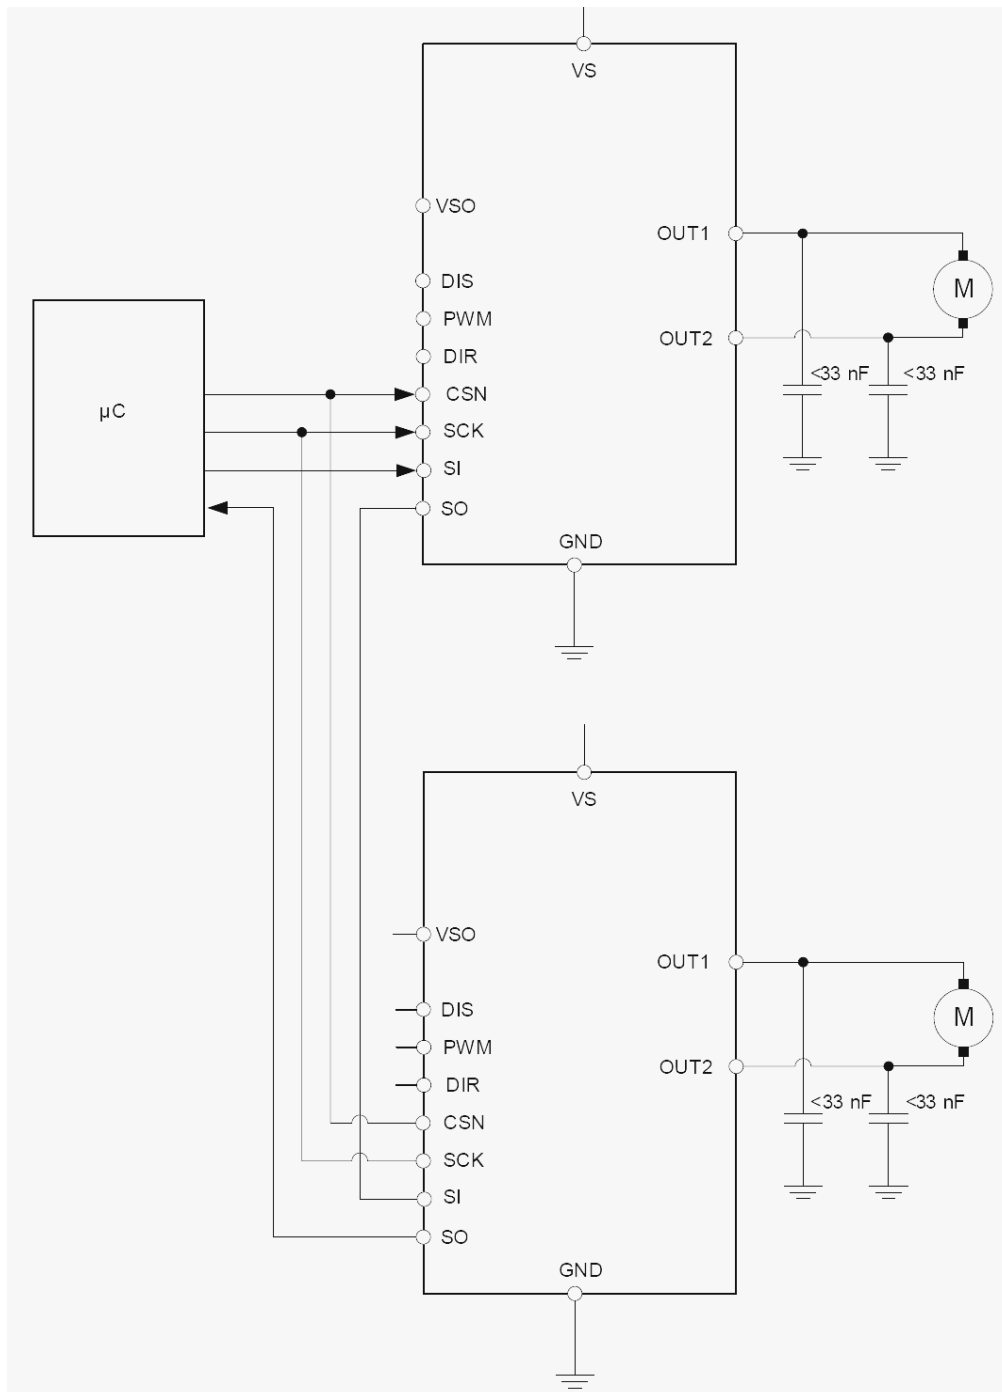 VS
VSO
OUT1
DIS
M
PWM
OUT2
DIR
<33 nF
<33 nF
CSN
µC
SCK
SI
SO
GND
VS
VSO
OUT1
DIS
M
PWM
OUT2
DIR
<33 nF
<33 nF
CSN
SCK
SI
SO
GND